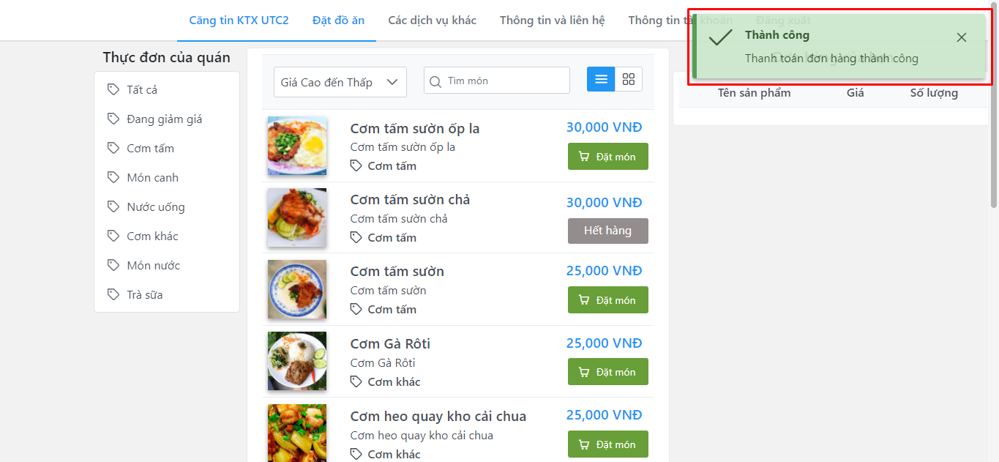 Căng tin KTX UTC2 Đặt đồ ăn Các dịch vụ khác Thông tin và liên hệ Thông tin tài khoản Đăng xuất
Thành công
Thanh toán đơn hàng thành công
Thực đơn của quán
Tất cả
Đang giảm giá
Cơm tấm
Món canh
Nước uống
Cơm khác
Món nước
Trà sữa
Giá Cao đến Thấp
Tìm món
Cơm tấm sườn ốp la
Cơm tấm sườn ốp la
Cơm tấm
30,000 VNĐ
Đặt món
Cơm tấm sườn chả
Cơm tấm sườn chả
Cơm tấm
30,000 VNĐ
Hết hàng
Cơm tấm sườn
Cơm tấm sườn
Cơm tấm
25,000 VNĐ
Đặt món
Cơm Gà Rôti
Cơm Gà Rôti
Cơm khác
25,000 VNĐ
Đặt món
Cơm heo quay kho cải chua
Cơm heo quay kho cải chua
Cơm khác
25,000 VNĐ
Đặt món
Tên sản phẩm Giá Số lượng